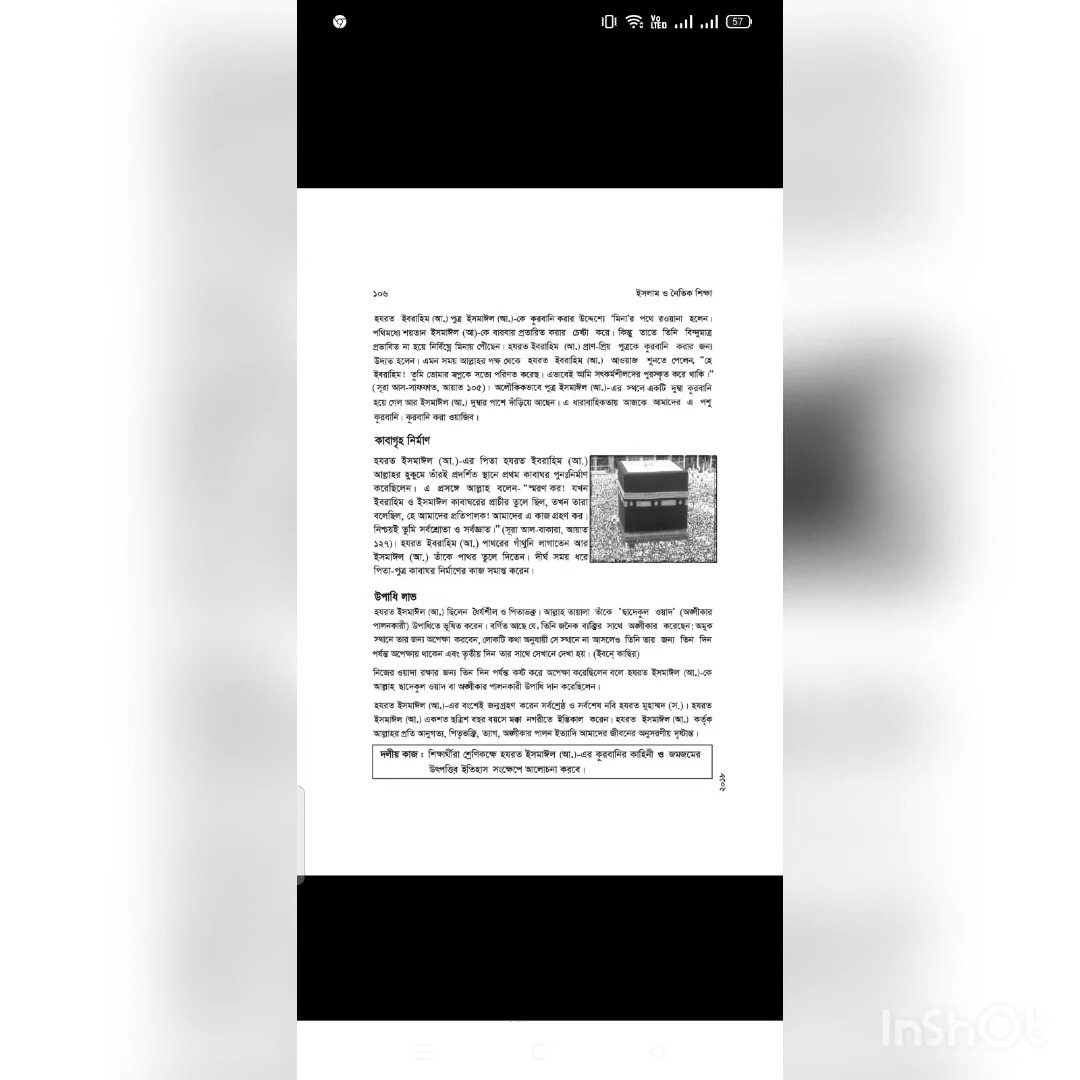 Vo
LTED
57
১০৬
ইসলাম ও নৈতিক শিক্ষা
হযরত ইবরাহিম (আ.) পুত্র ইসমাঈল (আ.)-কে কুরবানি করার উদ্দেশ্যে ‘মিনা’র পথে রওয়ানা হলেন।
পথিমধ্যে শয়তান ইসমাঈল (আ)-কে বারবার প্রতারিত করার চেষ্টা করে। কিন্তু তাতে তিনি বিন্দুমাত্র
প্রভাবিত না হয়ে নির্বিঘ্নে মিনায় পৌঁছেন। হযরত ইবরাহিম (আ.) প্রাণ-প্রিয় পুত্রকে কুরবানি করার জন্য
উদ্যত হলেন। এমন সময় আল্লাহর পক্ষ থেকে হযরত ইবরাহিম (আ.) আওয়াজ শুনতে পেলেন, “হে
ইবরাহিম! তুমি তোমার স্বপ্নকে সত্যে পরিণত করেছ। এভাবেই আমি সৎকর্মশীলদের পুরস্কৃত করে থাকি।”
(সূরা আস-সাফফাত, আয়াত ১০৫)। অলৌকিকভাবে পুত্র ইসমাঈল (আ.)-এর স্থলে একটি দুম্বা কুরবানি
হয়ে গেল আর ইসমাঈল (আ.) দুম্বার পাশে দাঁড়িয়ে আছেন। এ ধারাবাহিকতায় আজকে আমাদের এ পশু
কুরবানি। কুরবানি করা ওয়াজিব।
কাবাগৃহ নির্মাণ
হযরত ইসমাঈল (আ.)-এর পিতা হযরত ইবরাহিম (আ.)
আল্লাহর হুকুমে তাঁরই প্রদর্শিত স্থানে প্রথম কাবাঘর পুনঃনির্মাণ
করেছিলেন। এ প্রসঙ্গে আল্লাহ বলেন- “স্মরণ কর! যখন
ইবরাহিম ও ইসমাঈল কাবাঘরের প্রাচীর তুলে ছিল, তখন তারা
বলেছিল, হে আমাদের প্রতিপালক! আমাদের এ কাজ গ্রহণ কর।
নিশ্চয়ই তুমি সর্বশ্রোতা ও সর্বজ্ঞাত।” (সূরা আল-বাকারা, আয়াত
১২৭)। হযরত ইবরাহিম (আ.) পাথরের গাঁথুনি লাগাতেন আর
ইসমাঈল (আ.) তাঁকে পাথর তুলে দিতেন। দীর্ঘ সময় ধরে
পিতা-পুত্র কাবাঘর নির্মাণের কাজ সমাপ্ত করেন।
উপাধি লাভ
হযরত ইসমাঈল (আ.) ছিলেন ধৈর্যশীল ও পিতাভক্ত। আল্লাহ তায়ালা তাঁকে ‘ছাদেকুল ওয়াদ’ (অঙ্গীকার
পালনকারী) উপাধিতে ভূষিত করেন। বর্ণিত আছে যে, তিনি জনৈক ব্যক্তির সাথে অঙ্গীকার করেছেন; অমুক
স্থানে তার জন্য অপেক্ষা করবেন, লোকটি কথা অনুযায়ী সে স্থানে না আসলেও তিনি তার জন্য তিন দিন
পর্যন্ত অপেক্ষায় থাকেন এবং তৃতীয় দিন তার সাথে সেখানে দেখা হয়। (ইবনে কাছির)
নিজের ওয়াদা রক্ষার জন্য তিন দিন পর্যন্ত কষ্ট করে অপেক্ষা করেছিলেন বলে হযরত ইসমাঈল (আ.)-কে
আল্লাহ ছাদেকুল ওয়াদ বা অঙ্গীকার পালনকারী উপাধি দান করেছিলেন।
হযরত ইসমাঈল (আ.)-এর বংশেই জন্মগ্রহণ করেন সর্বশ্রেষ্ঠ ও সর্বশেষ নবি হযরত মুহাম্মদ (স.)। হযরত
ইসমাঈল (আ.) একশত ছত্রিশ বছর বয়সে মক্কা নগরীতে ইন্তিকাল করেন। হযরত ইসমাঈল (আ.) কর্তৃক
আল্লাহর প্রতি আনুগত্য, পিতৃভক্তি, ত্যাগ, অঙ্গীকার পালন ইত্যাদি আমাদের জীবনের অনুসরণীয় দৃষ্টান্ত।
দলীয় কাজ : শিক্ষার্থীরা শ্রেণিকক্ষে হযরত ইসমাঈল (আ.)-এর কুরবানির কাহিনী ও জমজমের
উৎপত্তির ইতিহাস সংক্ষেপে আলোচনা করবে।
২০১৮
InShOt